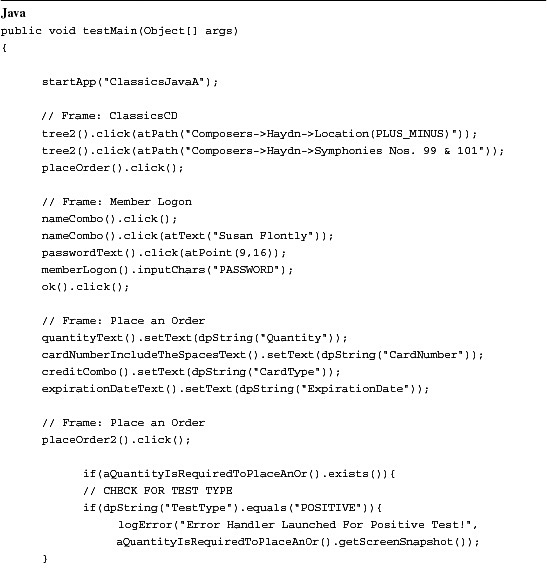 Java
public void testMain(Object[] args)
{
startApp("ClassicsJavaA");
// Frame: ClassicsCD
tree2().click(atPath("Composers->Haydn->Location(PLUS_MINUS)"));
tree2().click(atPath("Composers->Haydn->Symphonies Nos. 99 & 101"));
placeOrder().click();
// Frame: Member Logon
nameCombo().click();
nameCombo().click(atText("Susan Flontly"));
passwordText().click(atPoint(9,16));
memberLogon().inputChars("PASSWORD");
ok().click();
// Frame: Place an Order
quantityText().setText(dpString("Quantity"));
cardNumberIncludeTheSpacesText().setText(dpString("CardNumber"));
creditCombo().setText(dpString("CardType"));
expirationDateText().setText(dpString("ExpirationDate"));
// Frame: Place an Order
placeOrder2().click();
if(aQuantityIsRequiredToPlaceAnOr().exists()){
// CHECK FOR TEST TYPE
if(dpString("TestType").equals("POSITIVE")){
logError("Error Handler Launched For Positive Test!",
aQuantityIsRequiredToPlaceAnOr().getScreenSnapshot());
}